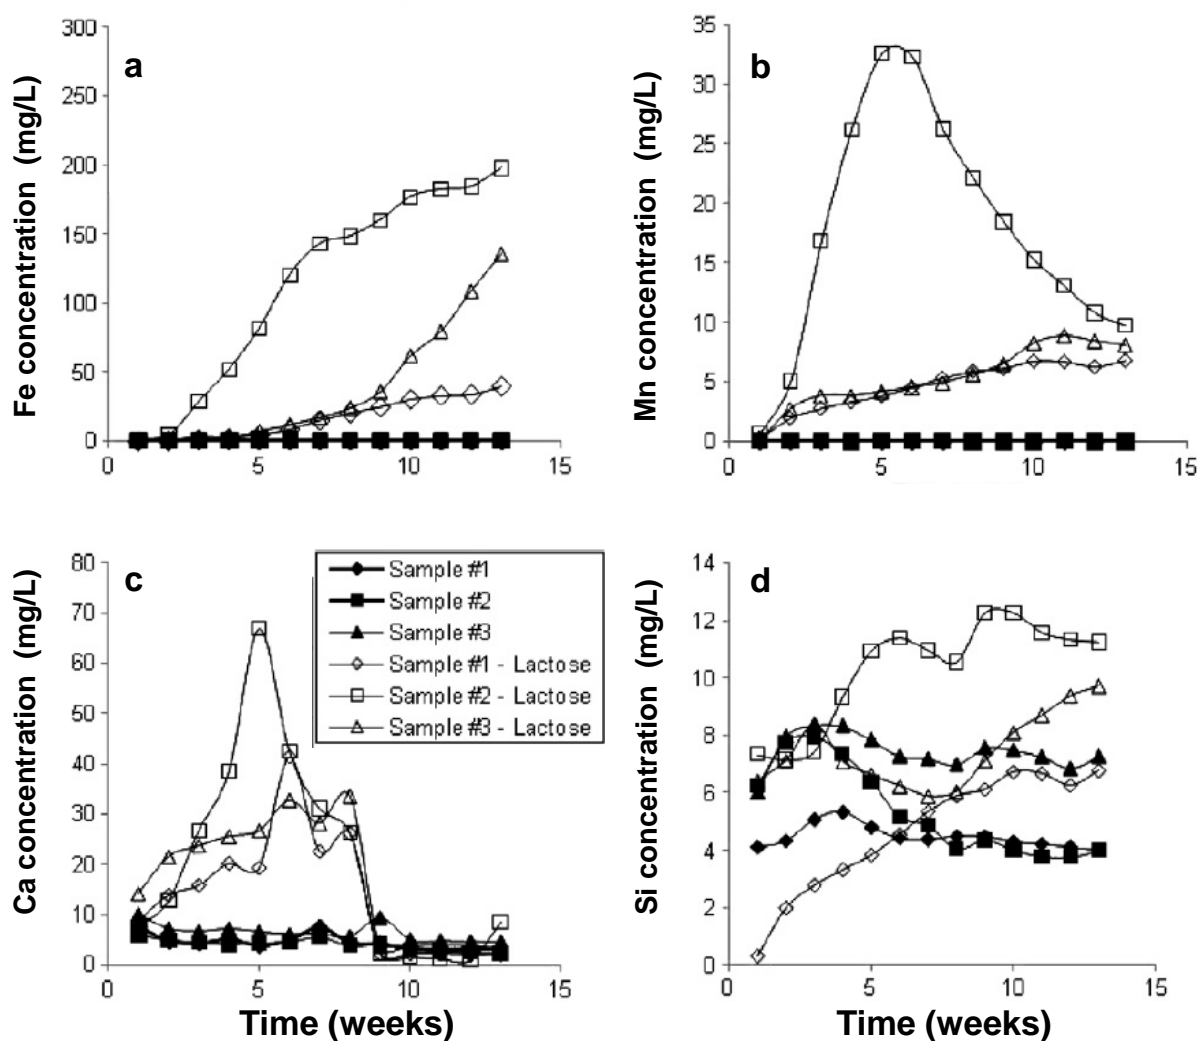 a
Fe concentration (mg/L)
300
250
200
150
100
50
0
0 5 10 15
b
Mn concentration (mg/L)
35
30
25
20
15
10
5
0
0 5 10 15
c
Ca concentration (mg/L)
80
70
60
50
40
30
20
10
0
0 5 10 15
Time (weeks)
Sample #1
Sample #2
Sample #3
Sample #1 - Lactose
Sample #2 - Lactose
Sample #3 - Lactose
d
Si concentration (mg/L)
14
12
10
8
6
4
2
0
0 5 10 15
Time (weeks)